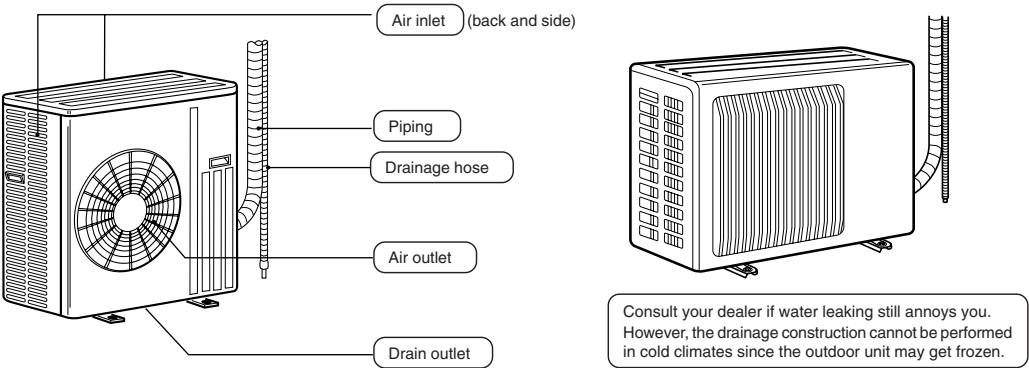 Air inlet (back and side)
Piping
Drainage hose
Air outlet
Drain outlet
Consult your dealer if water leaking still annoys you.
However, the drainage construction cannot be performed
in cold climates since the outdoor unit may get frozen.